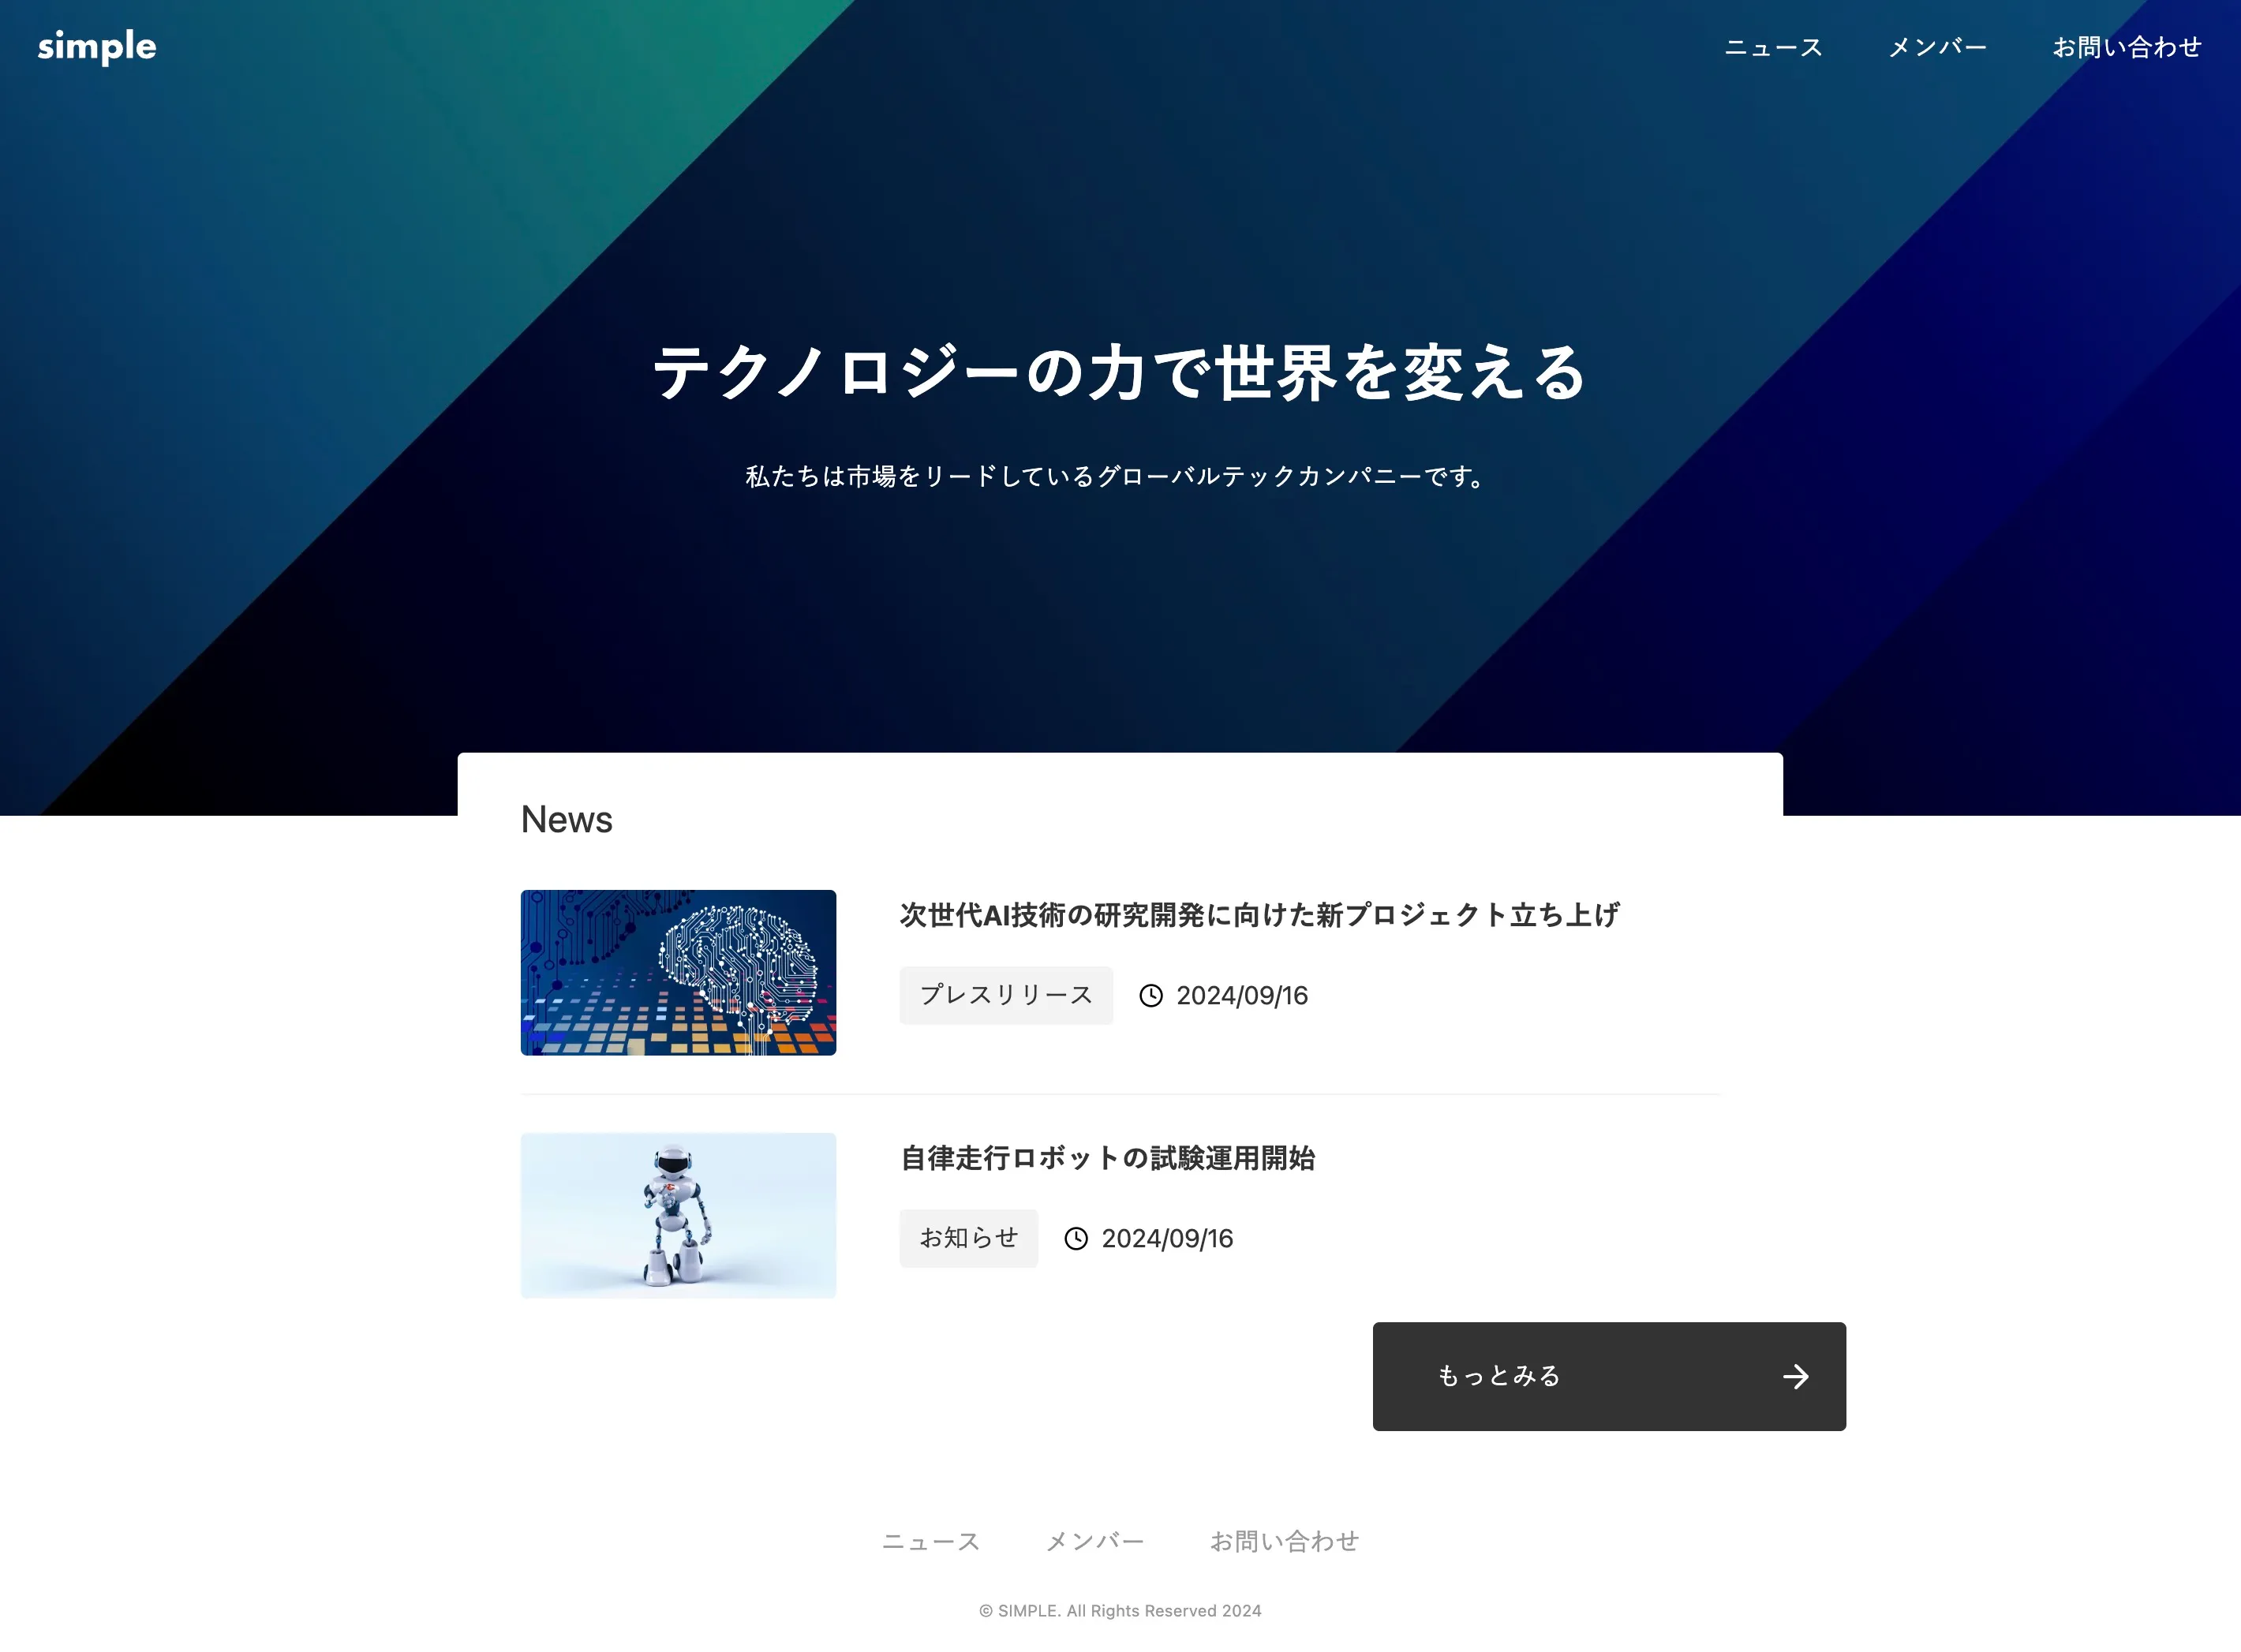 simple
ニュース メンバー お問い合わせ
テクノロジーの力で世界を変える
私たちは市場をリードしているグローバルテックカンパニーです。
News
次世代AI技術の研究開発に向けた新プロジェクト立ち上げ
プレスリリース 2024/09/16
自律走行ロボットの試験運用開始
お知らせ 2024/09/16
もっとみる
ニュース メンバー お問い合わせ
© SIMPLE. All Rights Reserved 2024